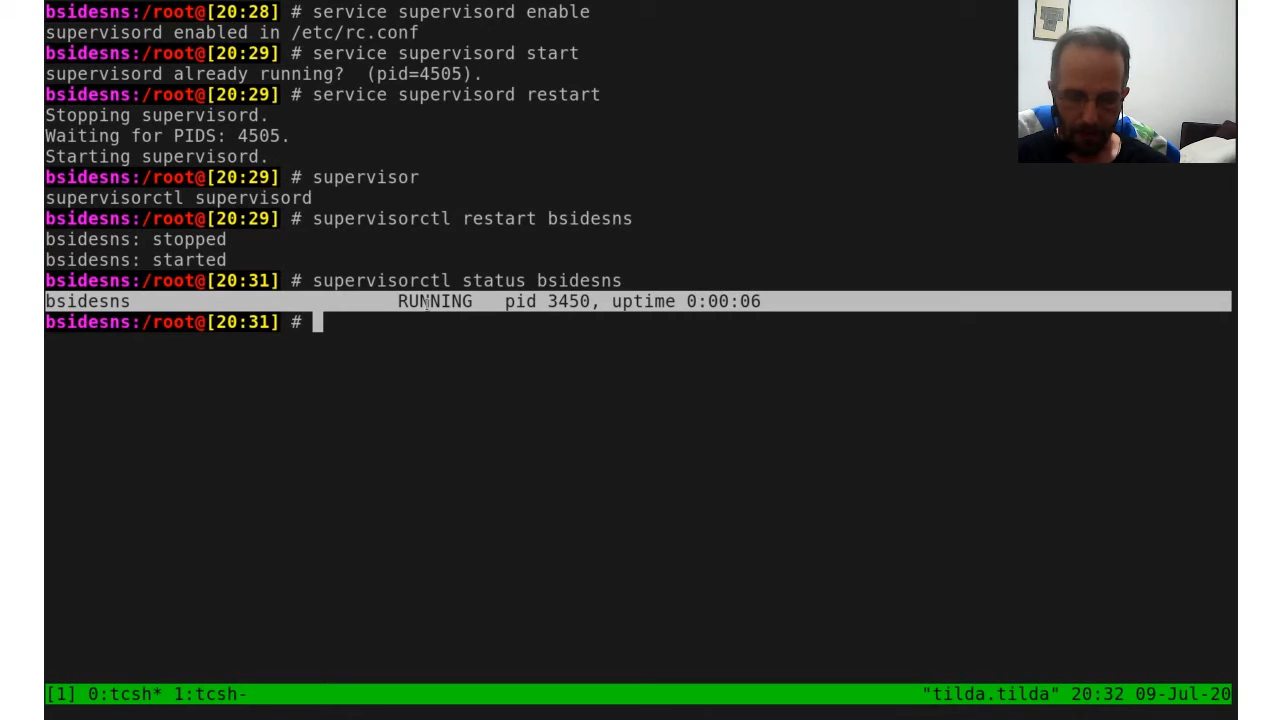 bsidesns:/root@[20:28] # service supervisord enable
supervisord enabled in /etc/rc.conf
bsidesns:/root@[20:29] # service supervisord start
supervisord already running?  (pid=4505).
bsidesns:/root@[20:29] # service supervisord restart
Stopping supervisord.
Waiting for PIDS: 4505.
Starting supervisord.
bsidesns:/root@[20:29] # supervisor
supervisorctl supervisord
bsidesns:/root@[20:29] # supervisorctl restart bsidesns
bsidesns: stopped
bsidesns: started
bsidesns:/root@[20:31] # supervisorctl status bsidesns
bsidesns                         RUNNING   pid 3450, uptime 0:00:06
bsidesns:/root@[20:31] #
[1] 0:tcsh* 1:tcsh- "tilda.tilda" 20:32 09-Jul-20